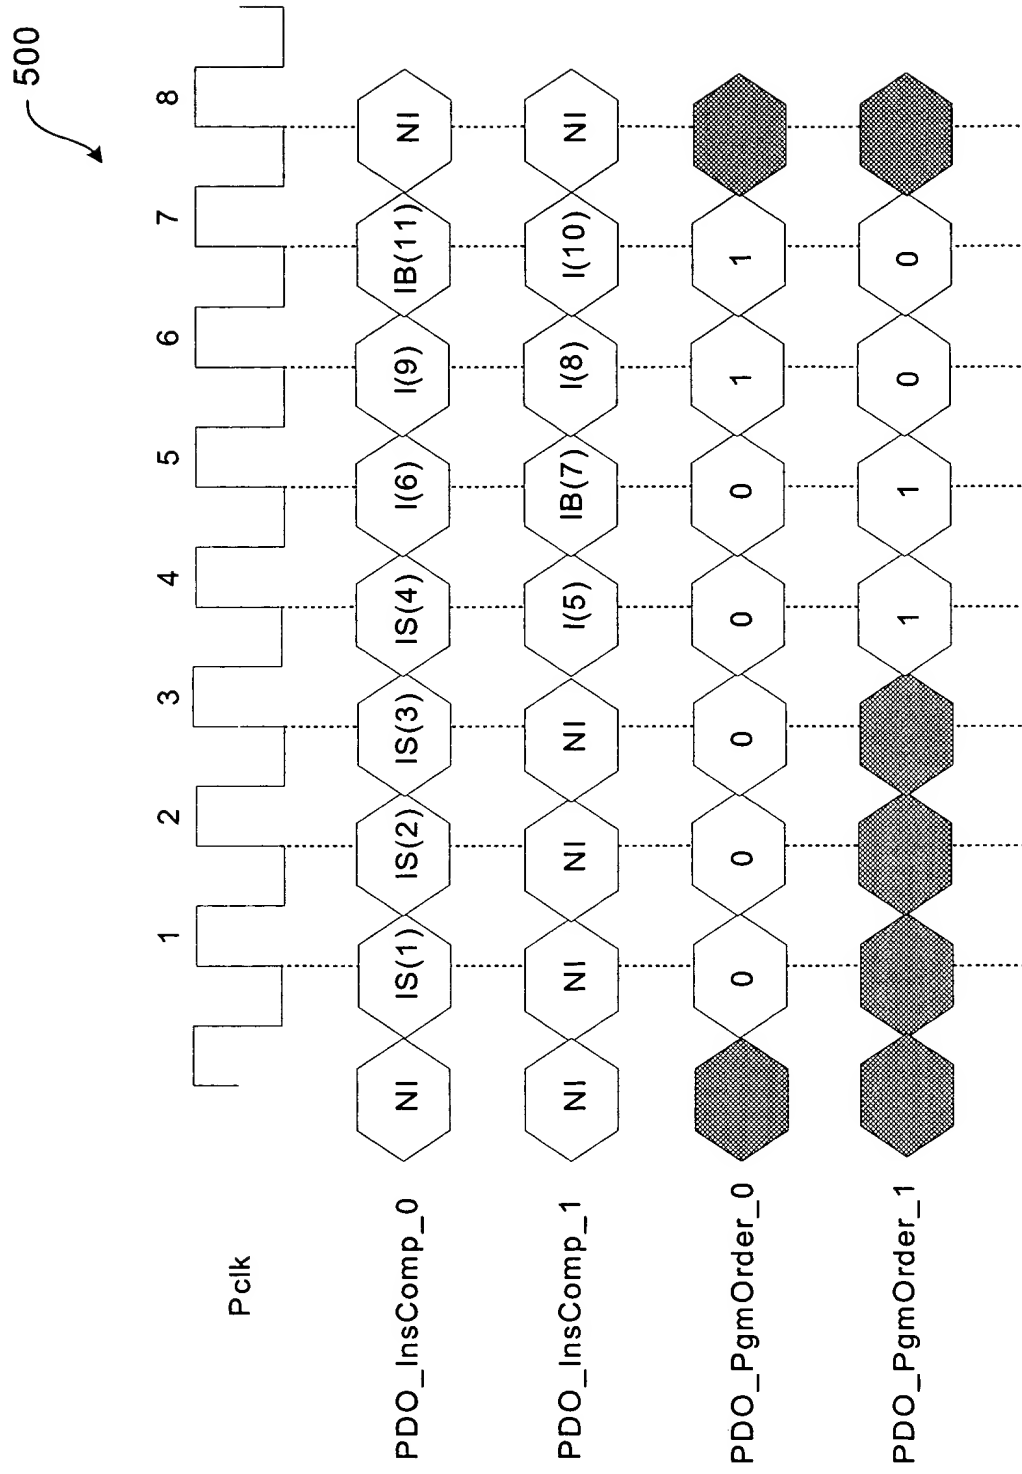 500
1 2 3 4 5 6 7 8
Pclk
PDO_InsComp_0 NI IS(1) IS(2) IS(3) IS(4) I(6) I(9) IB(11) NI
PDO_InsComp_1 NI NI NI NI I(5) IB(7) I(8) I(10) NI
PDO_PgmOrder_0 0 0 0 0 0 1 1
PDO_PgmOrder_1 1 1 0 0